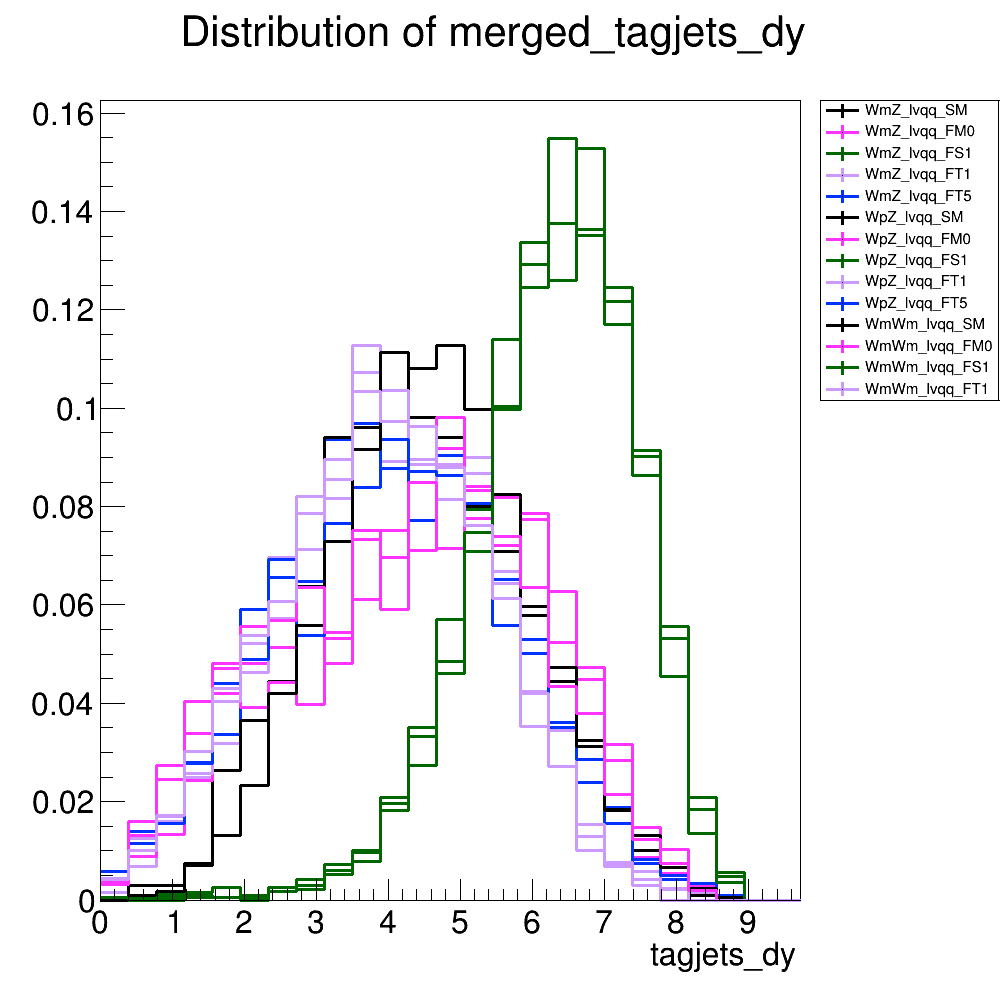 Distribution of merged_tagjets_dy
0.16
0.14
0.12
0.1
0.08
0.06
0.04
0.02
0
0 1 2 3 4 5 6 7 8 9
tagjets_dy
WmZ_lvqq_SM
WmZ_lvqq_FM0
WmZ_lvqq_FS1
WmZ_lvqq_FT1
WmZ_lvqq_FT5
WpZ_lvqq_SM
WpZ_lvqq_FM0
WpZ_lvqq_FS1
WpZ_lvqq_FT1
WpZ_lvqq_FT5
WmWm_lvqq_SM
WmWm_lvqq_FM0
WmWm_lvqq_FS1
WmWm_lvqq_FT1